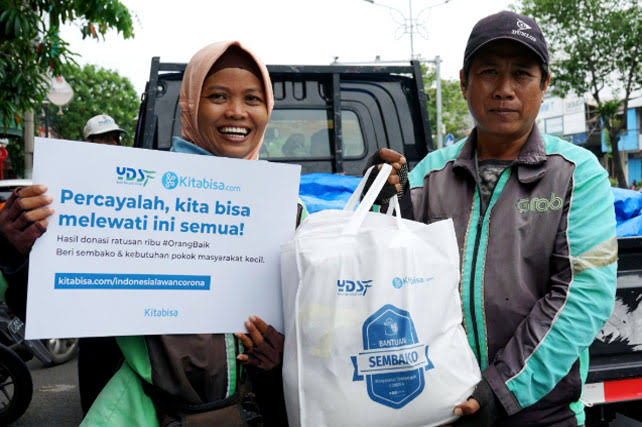 DUNLOP
YDSF
Kitabisa.com
Percayalah, kita bisa
melewati ini semua!
Hasil donasi ratusan ribu #OrangBaik
Beri sembako & kebutuhan pokok masyarakat kecil.
kitabisa.com/indonesialawancorona
Kitabisa
Grab
YDSF
Kitabisa.com
BANTUAN
SEMBAKO